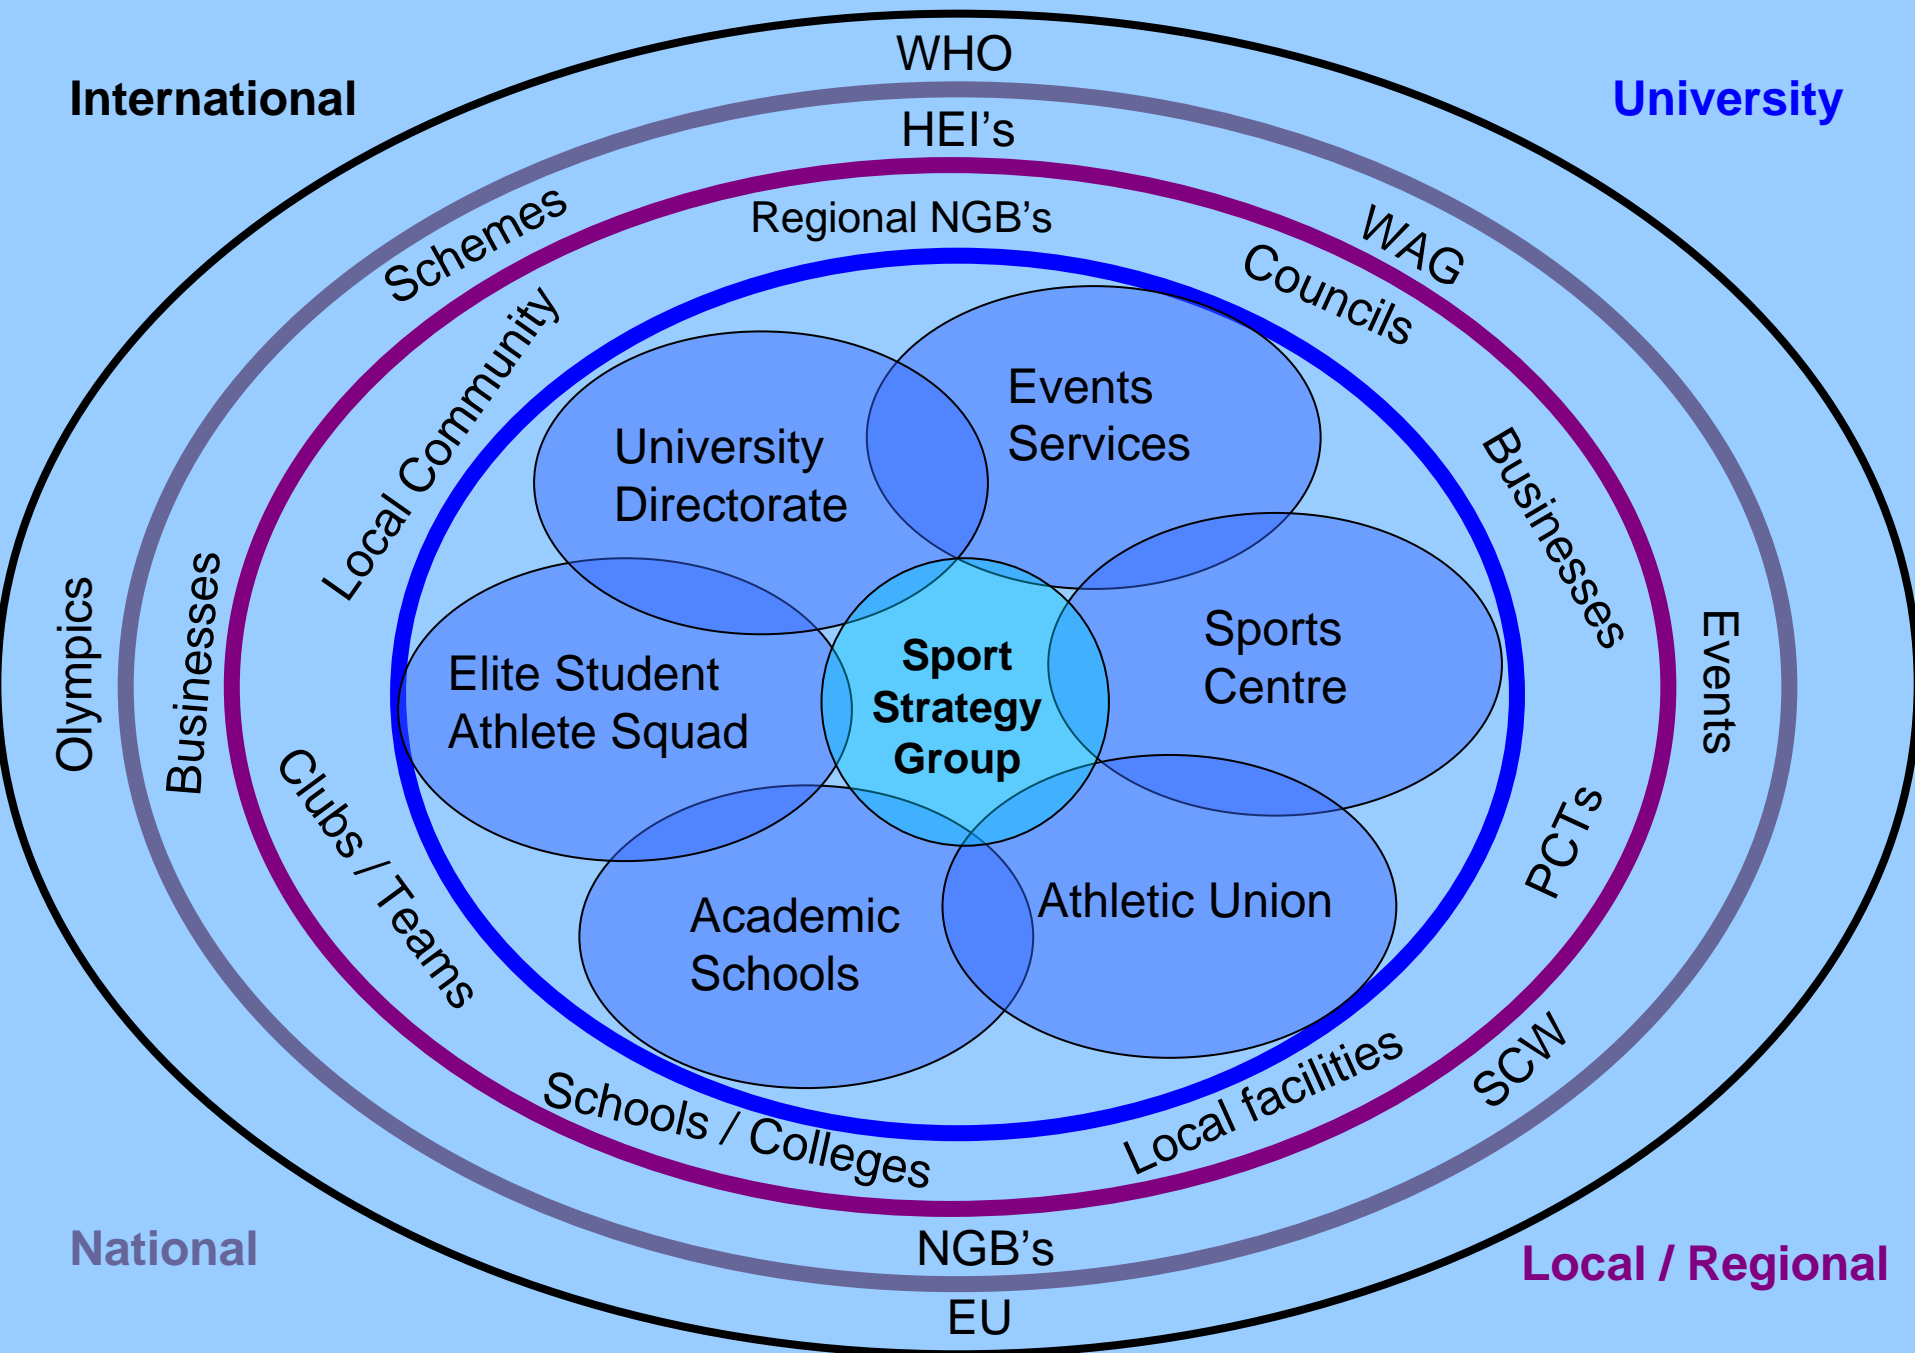 WHO
International
University
HEI's
Schemes
Regional NGB's
WAG
Councils
Local Community
Events
Services
University
Directorate
Businesses
Olympics
Businesses
Elite Student
Athlete Squad
Sport
Strategy
Group
Sports
Centre
Events
Clubs / Teams
PCTs
Academic
Schools
Athletic Union
Schools / Colleges
Local facilities
SCW
National
NGB's
Local / Regional
EU